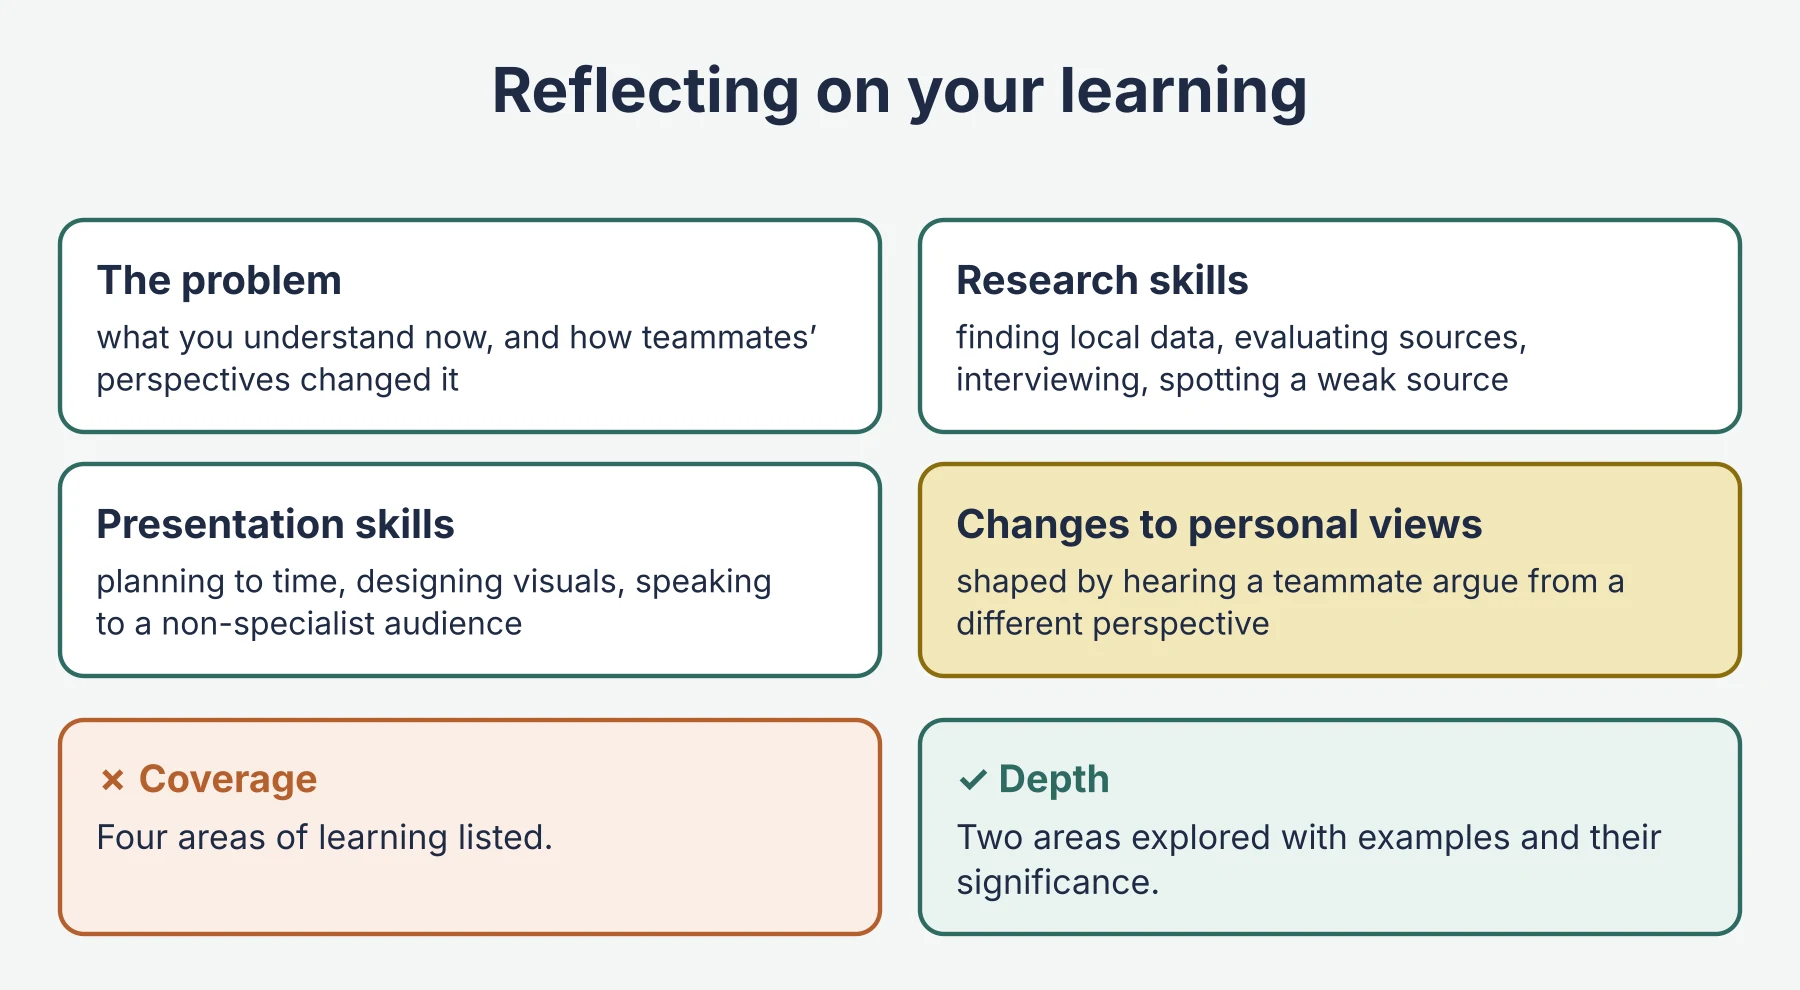 Reflecting on your learning
The problem
what you understand now, and how teammates’
perspectives changed it
Research skills
finding local data, evaluating sources,
interviewing, spotting a weak source
Presentation skills
planning to time, designing visuals, speaking
to a non-specialist audience
Changes to personal views
shaped by hearing a teammate argue from a
different perspective
✕ Coverage
Four areas of learning listed.
✓ Depth
Two areas explored with examples and their
significance.